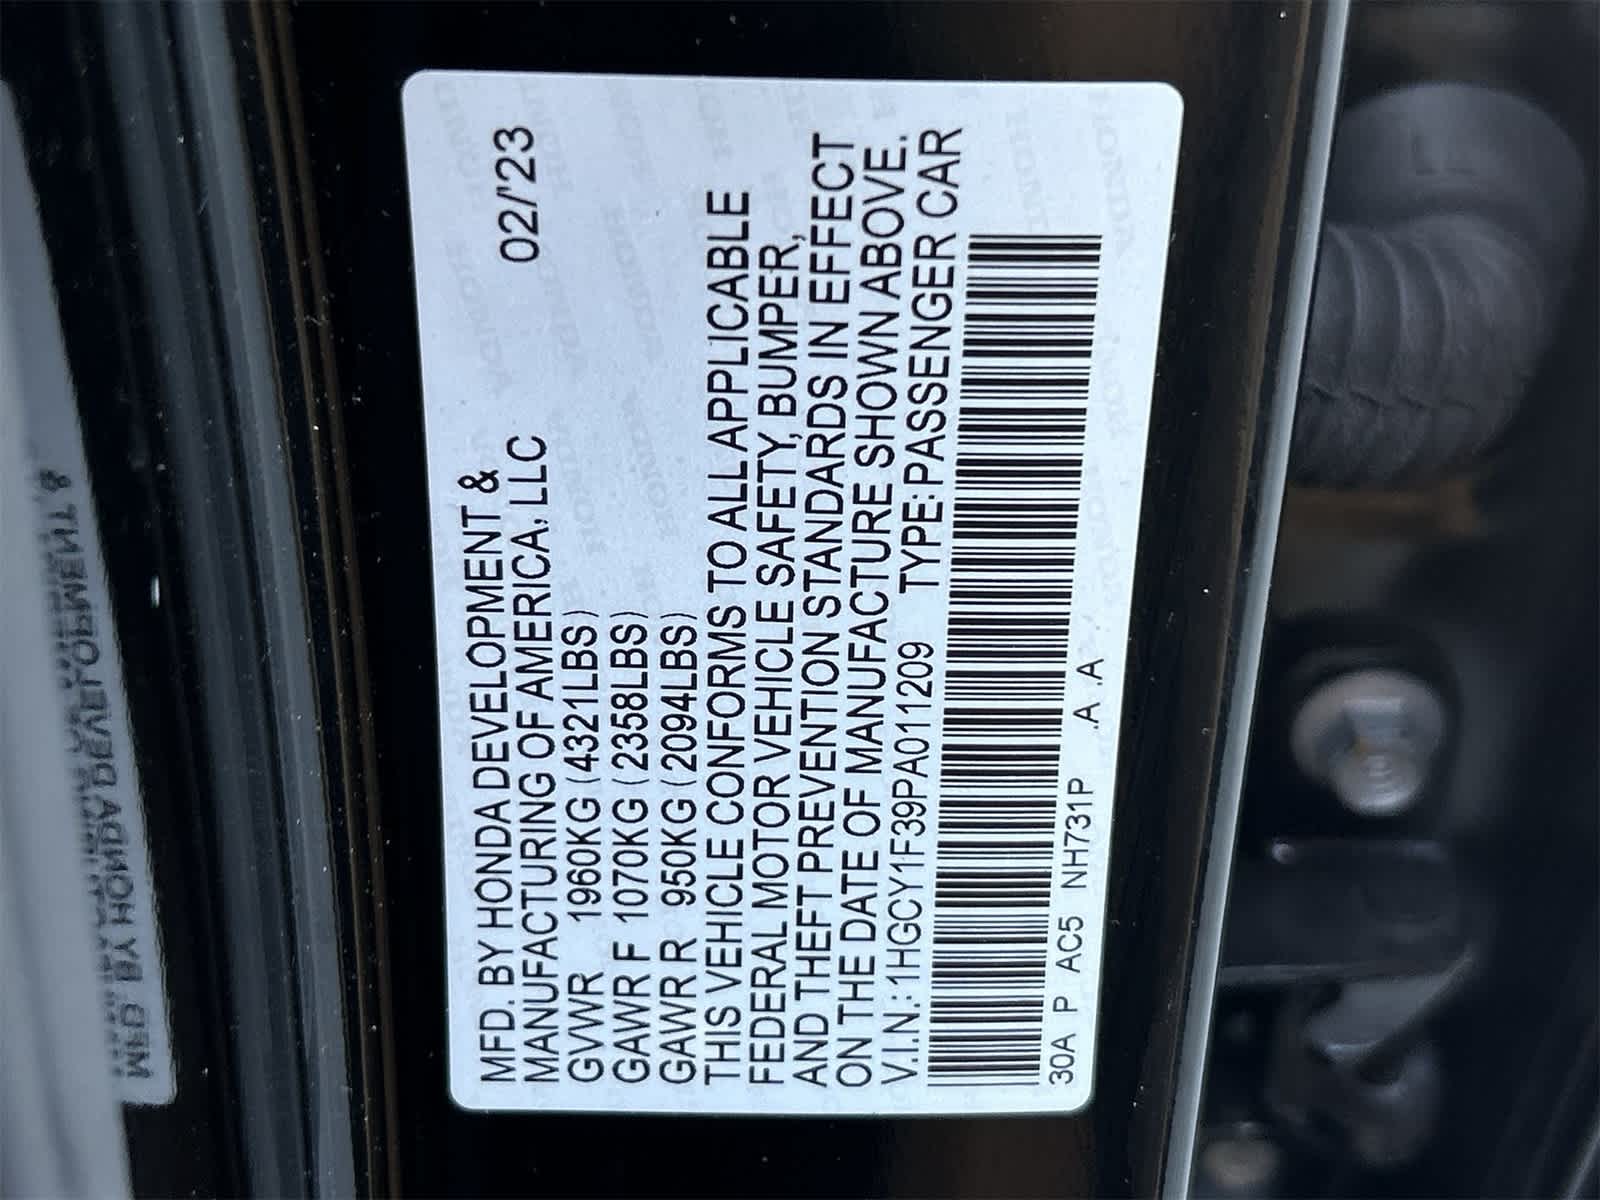 MFD. BY HONDA DEVELOPMENT &
MANUFACTURING OF AMERICA, LLC 02/'23
GVWR 1960KG (4321LBS)
GAWR F 1070KG (2358LBS)
GAWR R 950KG (2094LBS)
THIS VEHICLE CONFORMS TO ALL APPLICABLE
FEDERAL MOTOR VEHICLE SAFETY, BUMPER,
AND THEFT PREVENTION STANDARDS IN EFFECT
ON THE DATE OF MANUFACTURE SHOWN ABOVE.
V.I.N.: 1HGCY1F39PA011209 TYPE: PASSENGER CAR
30A P AC5 NH731P .A .A